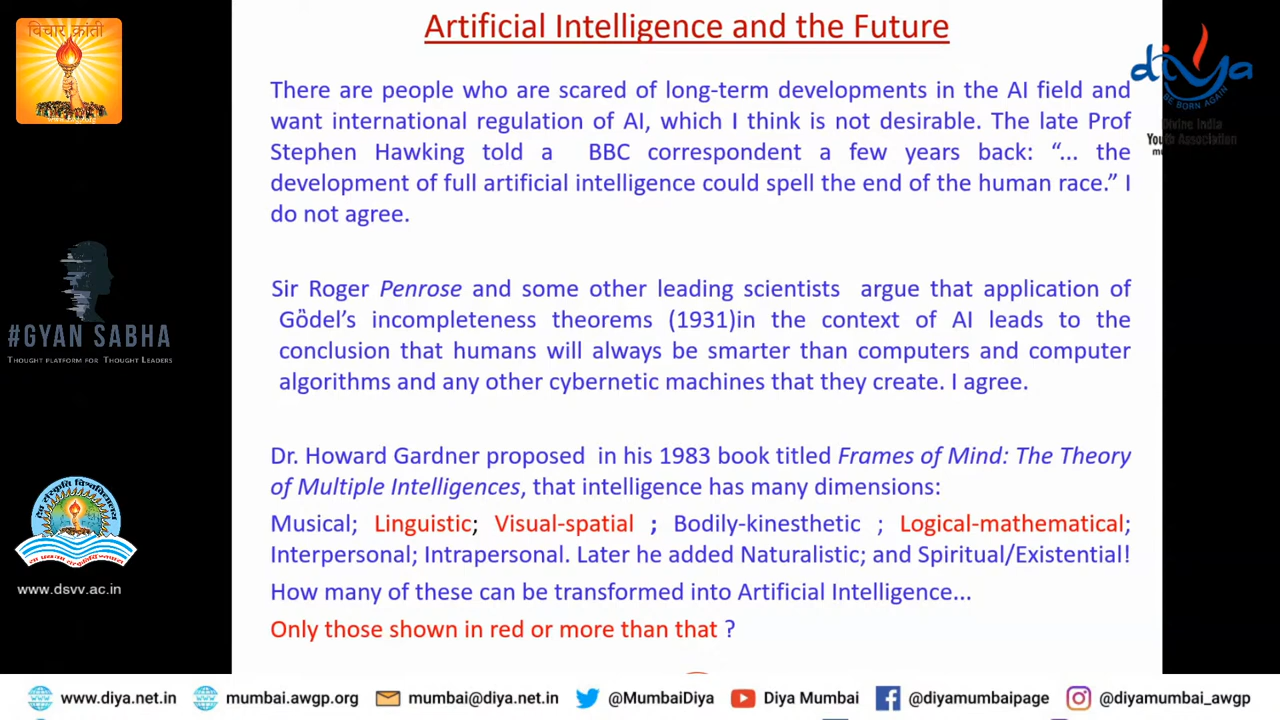 विचार क्रांती
Artificial Intelligence and the Future
diya
BE BORN AGAIN
Divine India
Youth Association
There are people who are scared of long-term developments in the AI field and
want international regulation of AI, which I think is not desirable. The late Prof
Stephen Hawking told a BBC correspondent a few years back: “... the
development of full artificial intelligence could spell the end of the human race.” I
do not agree.
Sir Roger Penrose and some other leading scientists argue that application of
Gödel’s incompleteness theorems (1931)in the context of AI leads to the
conclusion that humans will always be smarter than computers and computer
algorithms and any other cybernetic machines that they create. I agree.
#GYAN SABHA
THOUGHT PLATFORM FOR THOUGHT LEADERS
Dr. Howard Gardner proposed in his 1983 book titled Frames of Mind: The Theory
of Multiple Intelligences, that intelligence has many dimensions:
Musical; Linguistic; Visual-spatial ; Bodily-kinesthetic ; Logical-mathematical;
Interpersonal; Intrapersonal. Later he added Naturalistic; and Spiritual/Existential!
How many of these can be transformed into Artificial Intelligence...
Only those shown in red or more than that ?
www.dsvv.ac.in
www.diya.net.in mumbai.awgp.org mumbai@diya.net.in @MumbaiDiya Diya Mumbai @diyamumbaipage @diyamumbai_awgp